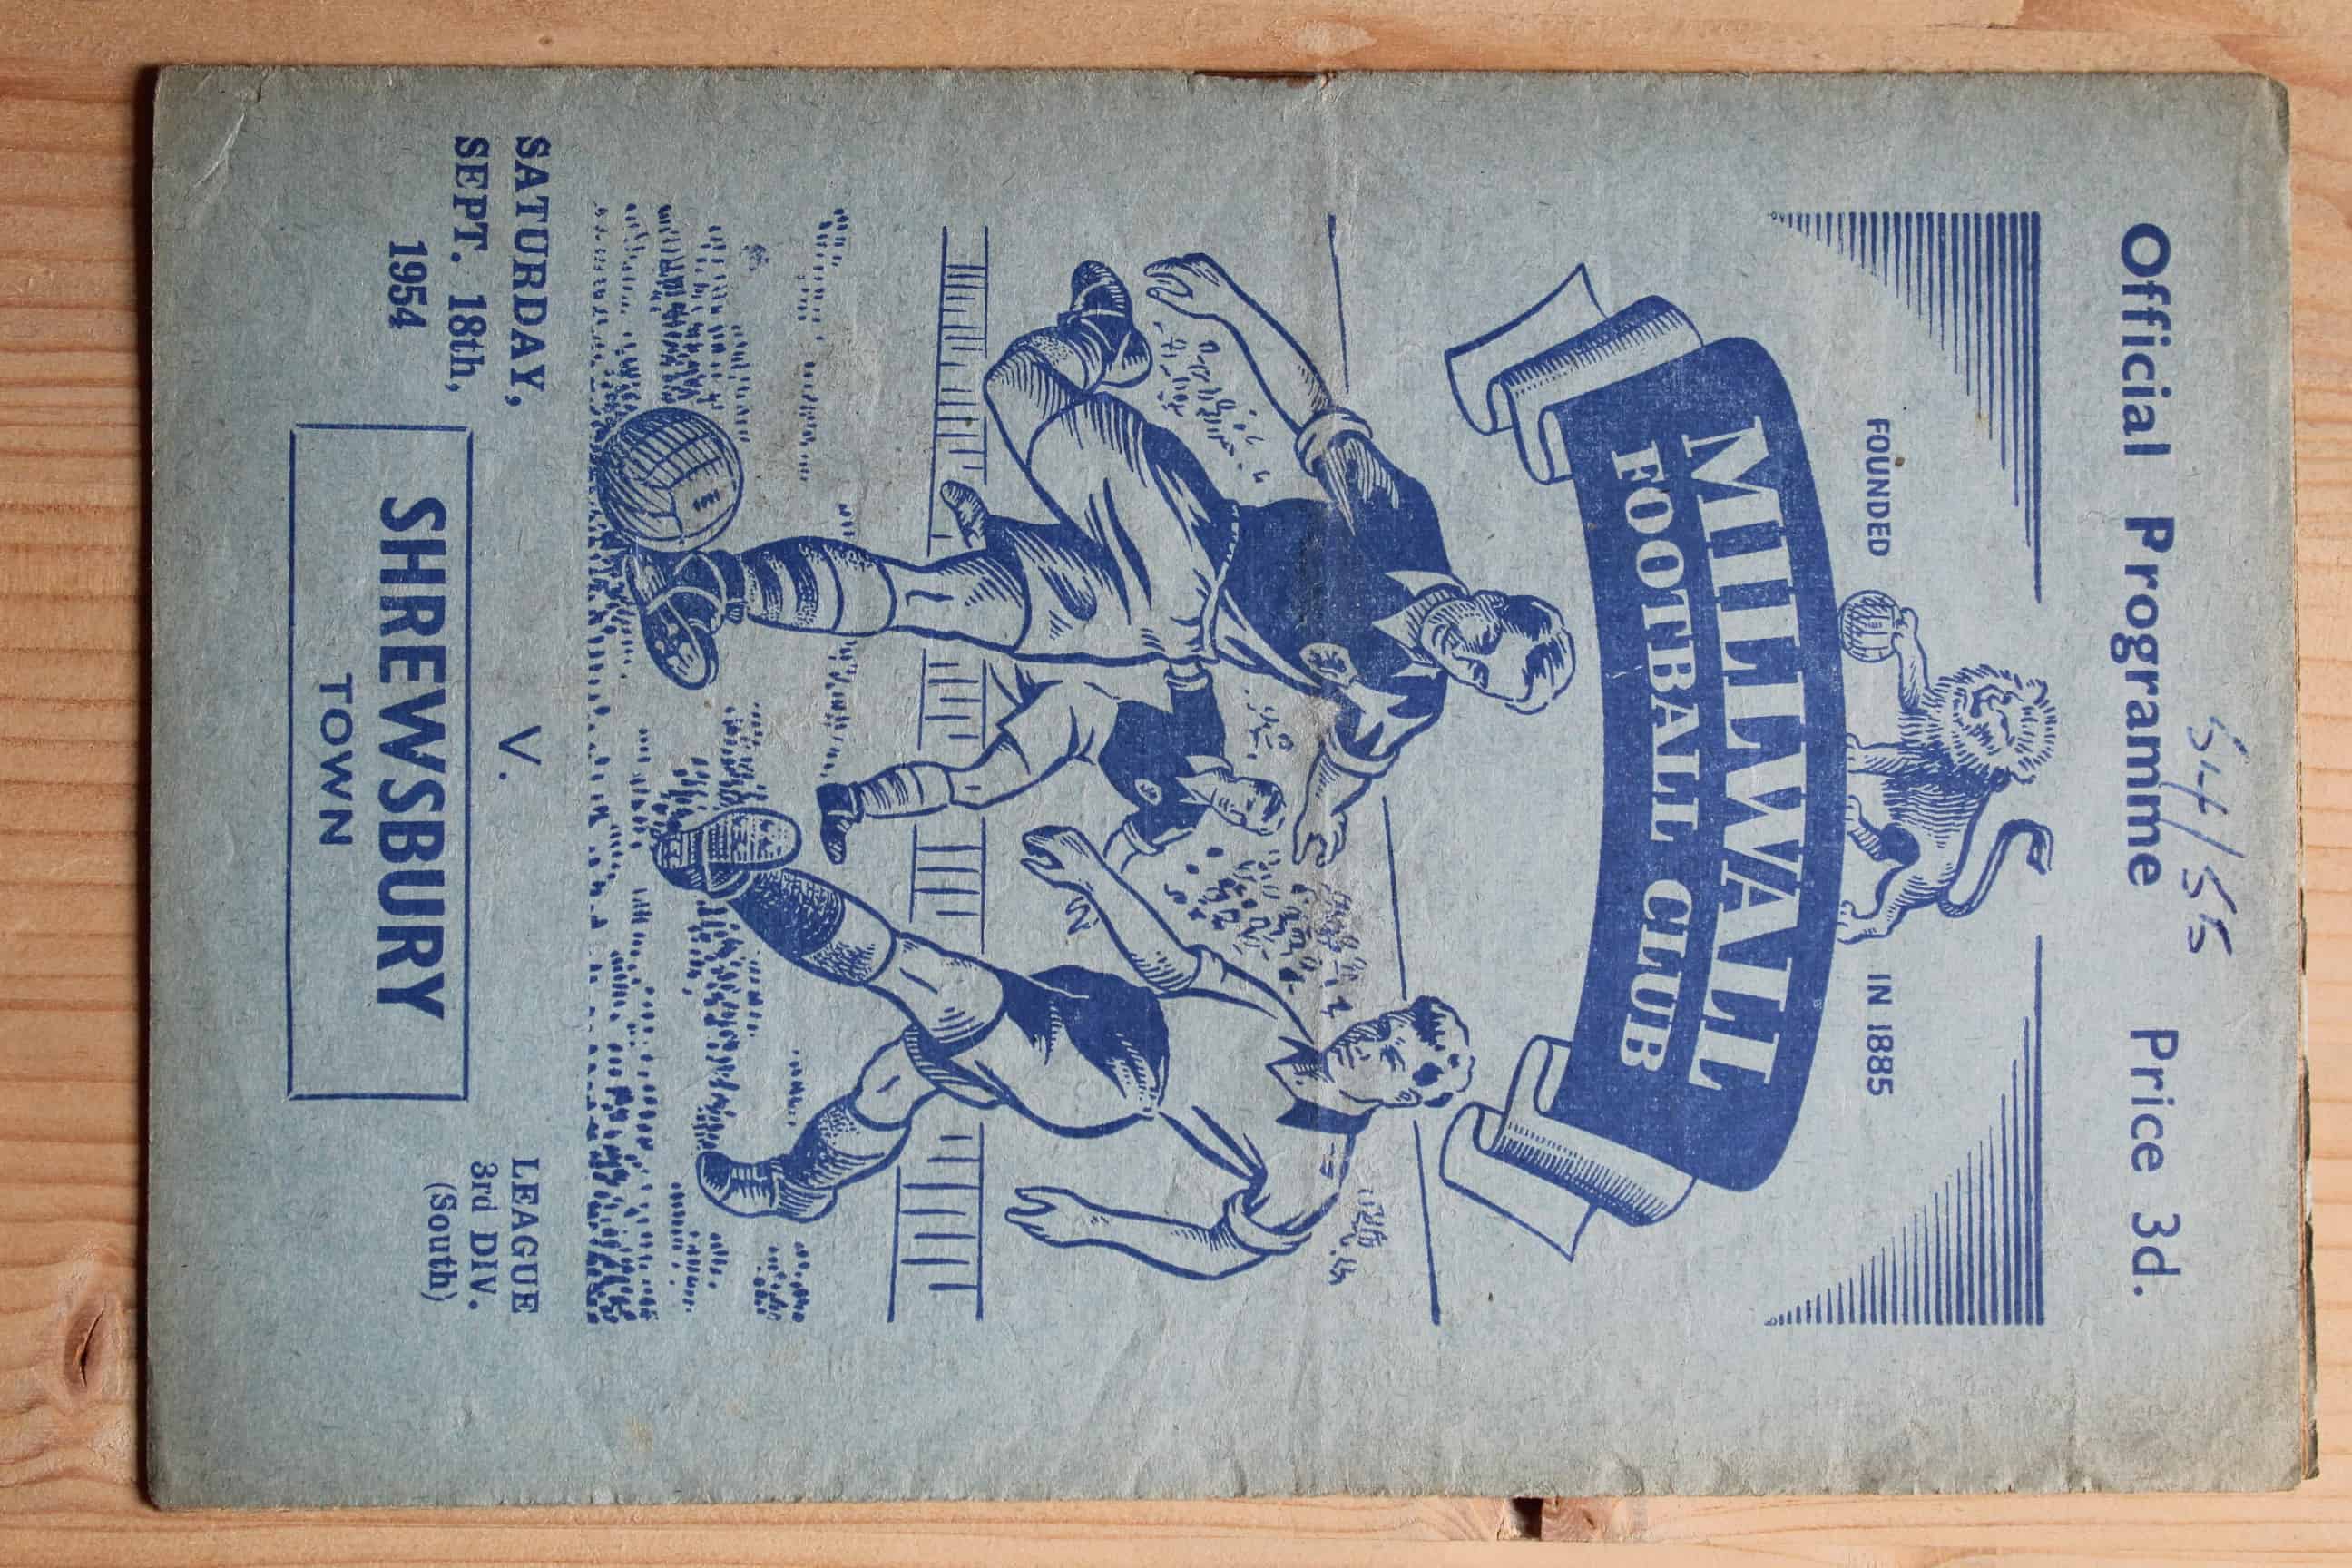 54/55
Official Programme Price 3d.
FOUNDED IN 1885
MILLWALL
FOOTBALL CLUB
SATURDAY,
SEPT. 18th,
1954
V.
SHREWSBURY
TOWN
LEAGUE
3rd DIV.
(South)